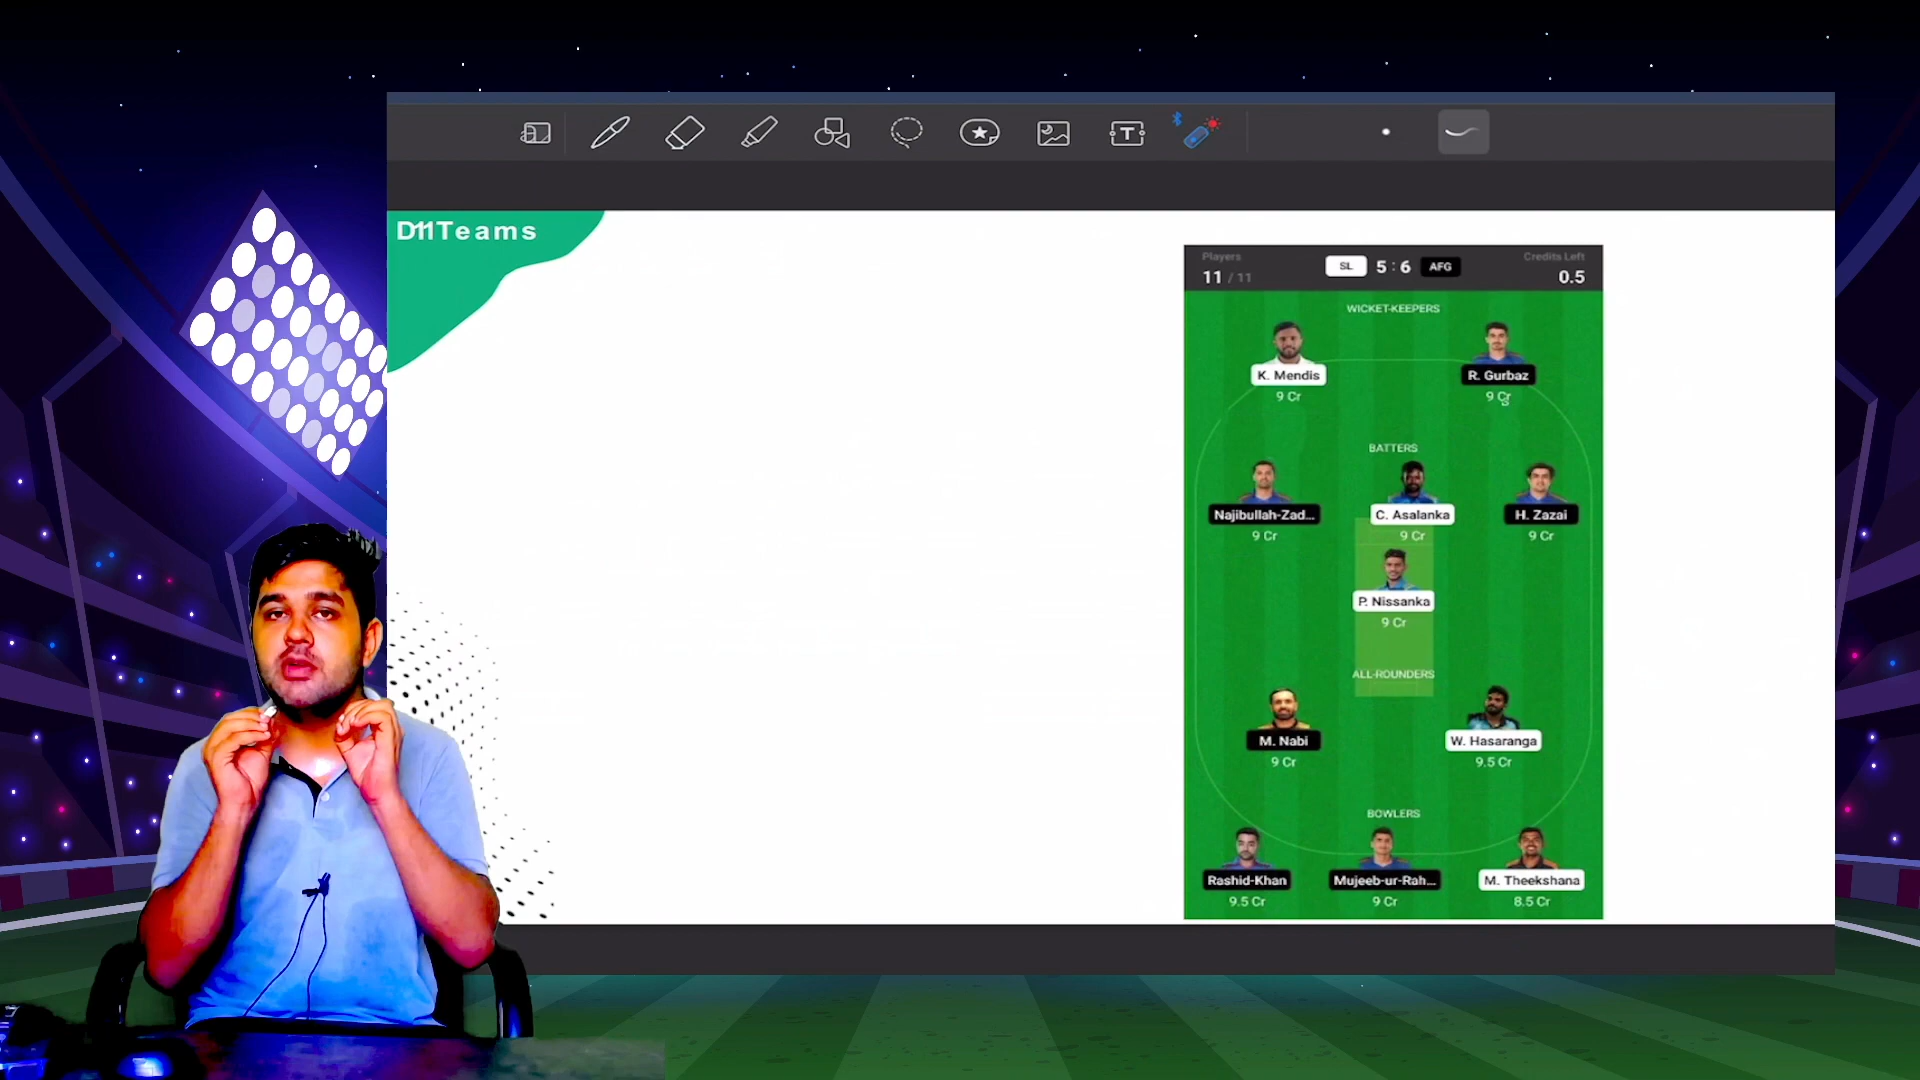 D11Teams
Players
11 / 11
SL 5 : 6 AFG
Credits Left
0.5
WICKET-KEEPERS
K. Mendis
9 Cr
R. Gurbaz
9 Cr
BATTERS
Najibullah-Zad...
9 Cr
C. Asalanka
9 Cr
H. Zazai
9 Cr
P. Nissanka
9 Cr
ALL-ROUNDERS
M. Nabi
9 Cr
W. Hasaranga
9.5 Cr
BOWLERS
Rashid-Khan
9.5 Cr
Mujeeb-ur-Rah...
9 Cr
M. Theekshana
8.5 Cr